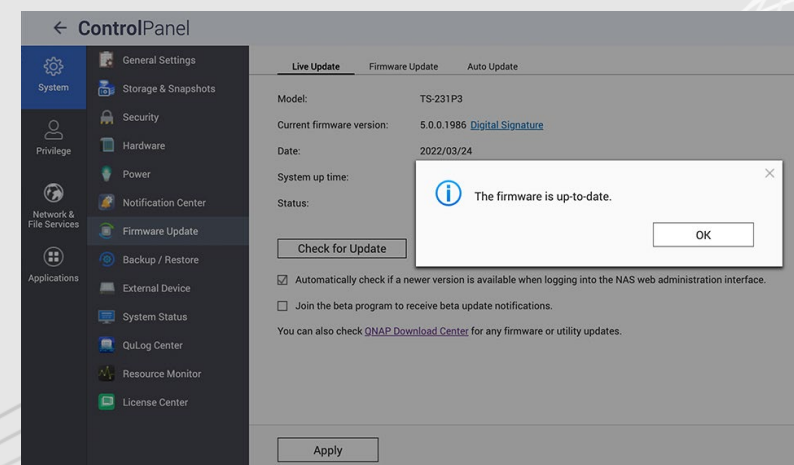 ControlPanel
System
Privilege
Network &
File Services
Applications
General Settings
Storage & Snapshots
Security
Hardware
Power
Notification Center
Firmware Update
Backup / Restore
External Device
System Status
QuLog Center
Resource Monitor
License Center
Live Update Firmware Update Auto Update
Model: TS-231P3
Current firmware version: 5.0.0.1986 Digital Signature
Date: 2022/03/24
System up time:
Status:
The firmware is up-to-date.
OK
Check for Update
Automatically check if a newer version is available when logging into the NAS web administration interface.
Join the beta program to receive beta update notifications.
You can also check QNAP Download Center for any firmware or utility updates.
Apply